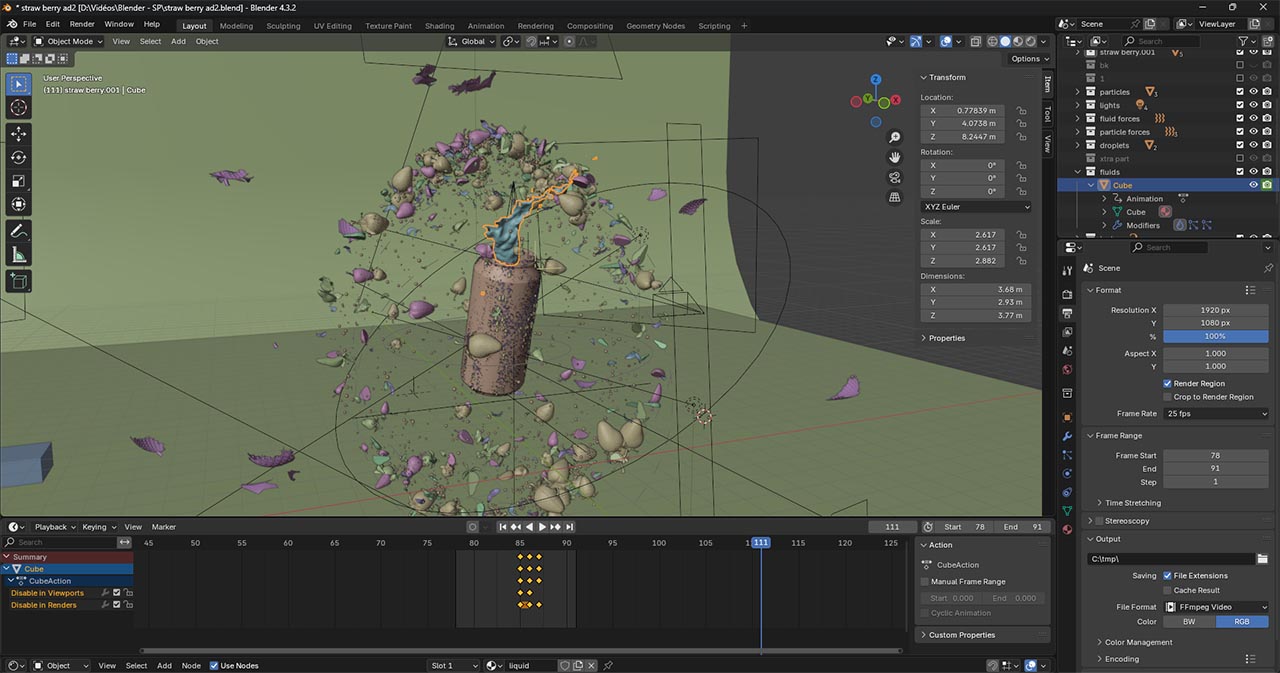 * straw berry ad2 [D:\Vidéos\Blender - SP\straw berry ad2.blend] - Blender 4.3.2
File Edit Render Window Help Layout Modeling Sculpting UV Editing Texture Paint Shading Animation Rendering Compositing Geometry Nodes Scripting + Scene ViewLayer
Object Mode View Select Add Object Global Search
Options
User Perspective
(111) straw berry.001 | Cube
Transform
Location:
X 0.77839 m
Y 4.0738 m
Z 8.2447 m
Rotation:
X 0°
Y 0°
Z 0°
XYZ Euler
Scale:
X 2.617
Y 2.617
Z 2.882
Dimensions:
X 3.68 m
Y 2.93 m
Z 3.77 m
Properties
Item
Tool
View
Z
Y
X
straw berry.001 5
bk
1
particles 3
lights 4
fluid forces
particle forces 3
droplets 2
xtra part
fluids
Cube
Animation
Cube
Modifiers
Search
Scene
Format
Resolution X 1920 px
Y 1080 px
% 100%
Aspect X 1.000
Y 1.000
Render Region
Crop to Render Region
Frame Rate 25 fps
Frame Range
Frame Start 78
End 91
Step 1
Time Stretching
Stereoscopy
Output
C:\tmp\
Saving File Extensions
Cache Result
File Format FFmpeg Video
Color BW RGB
Color Management
Encoding
Playback Keying View Marker 111 Start 78 End 91
Search 45 50 55 60 65 70 75 80 85 90 95 100 105 111 115 120 125
Summary
Cube
CubeAction
Disable in Viewports
Disable in Renders
Action
CubeAction
Manual Frame Range
Start 0.000 End 0.000
Cyclic Animation
Custom Properties
Object View Select Add Node Use Nodes Slot 1 liquid